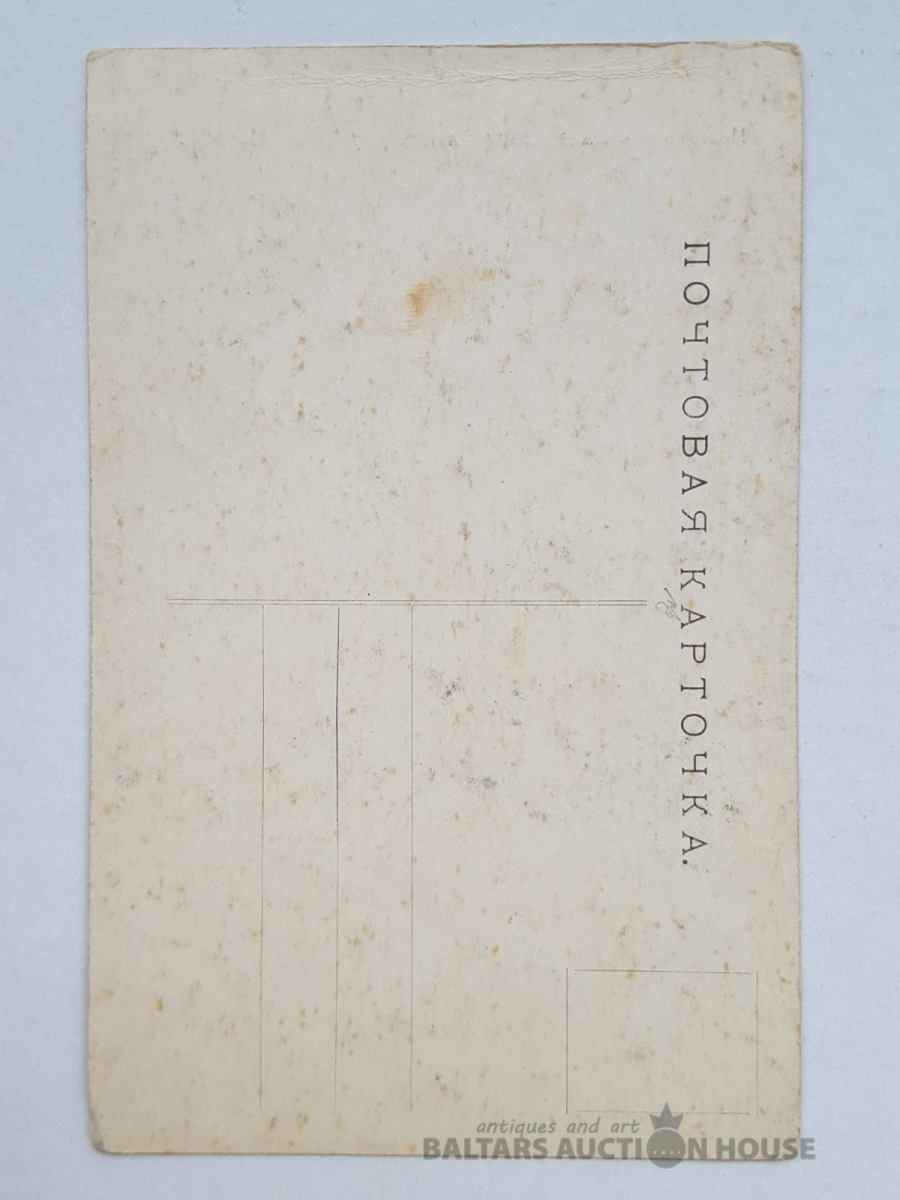 ПОЧТОВАЯ КАРТОЧКА.
antiques and art
BALTARS AUCTION HOUSE